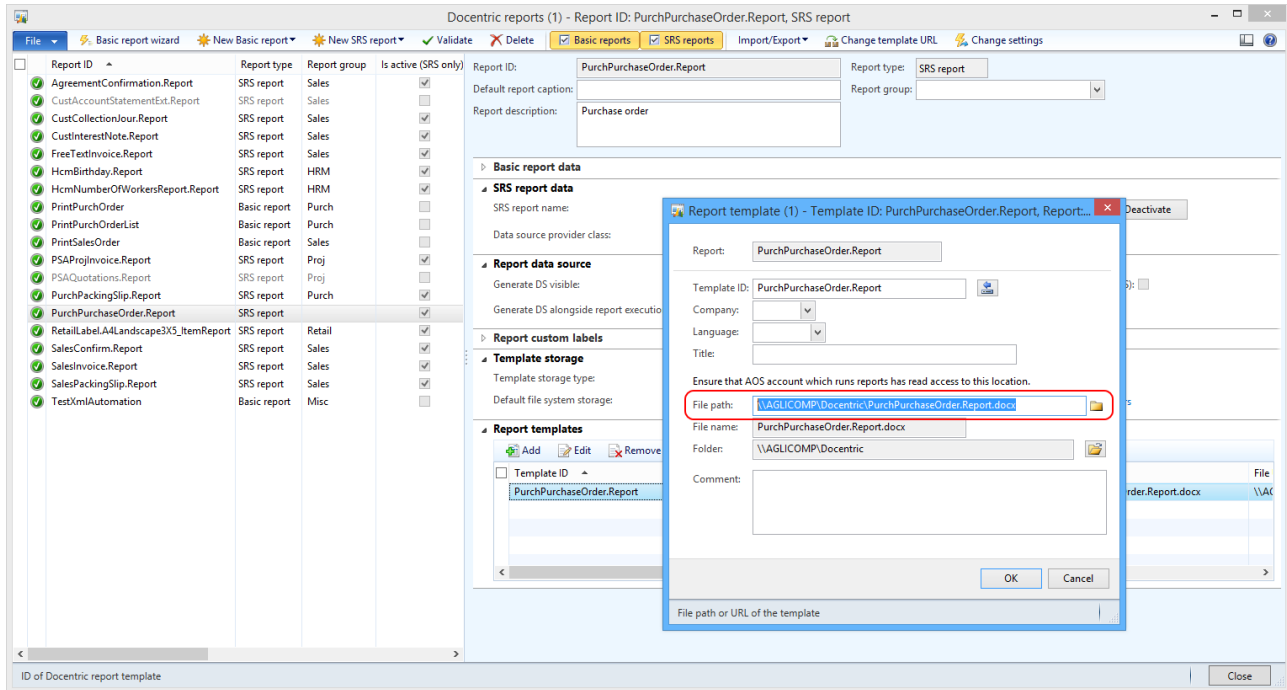 Docentric reports (1) - Report ID: PurchPurchaseOrder.Report, SRS report
File Basic report wizard New Basic report New SRS report Validate Delete Basic reports SRS reports Import/Export Change template URL Change settings
Report ID Report type Report group Is active (SRS only)
AgreementConfirmation.Report SRS report Sales
CustAccountStatementExt.Report SRS report Sales
CustCollectionJour.Report SRS report Sales
CustInterestNote.Report SRS report Sales
FreeTextInvoice.Report SRS report Sales
HcmBirthday.Report SRS report HRM
HcmNumberOfWorkersReport.Report SRS report HRM
PrintPurchOrder Basic report Purch
PrintPurchOrderList Basic report Purch
PrintSalesOrder Basic report Sales
PSAProjInvoice.Report SRS report Proj
PSAQuotations.Report SRS report Proj
PurchPackingSlip.Report SRS report Purch
PurchPurchaseOrder.Report SRS report
RetailLabel.A4Landscape3X5_ItemReport SRS report Retail
SalesConfirm.Report SRS report Sales
SalesInvoice.Report SRS report Sales
SalesPackingSlip.Report SRS report Sales
TestXmlAutomation Basic report Misc
Report ID: PurchPurchaseOrder.Report Report type: SRS report
Default report caption: Report group:
Report description: Purchase order
Basic report data
SRS report data
SRS report name: Deactivate
Data source provider class:
Report data source
Generate DS visible: S):
Generate DS alongside report executio
Report custom labels
Template storage
Template storage type:
Default file system storage:
Report templates
Add Edit Remove
Template ID File
PurchPurchaseOrder.Report rder.Report.docx \\AG
Report template (1) - Template ID: PurchPurchaseOrder.Report, Report:...
Report: PurchPurchaseOrder.Report
Template ID: PurchPurchaseOrder.Report
Company:
Language:
Title:
Ensure that AOS account which runs reports has read access to this location.
File path: \\AGLICOMP\Docentric\PurchPurchaseOrder.Report.docx
File name: PurchPurchaseOrder.Report.docx
Folder: \\AGLICOMP\Docentric
Comment:
OK Cancel
File path or URL of the template
ID of Docentric report template Close